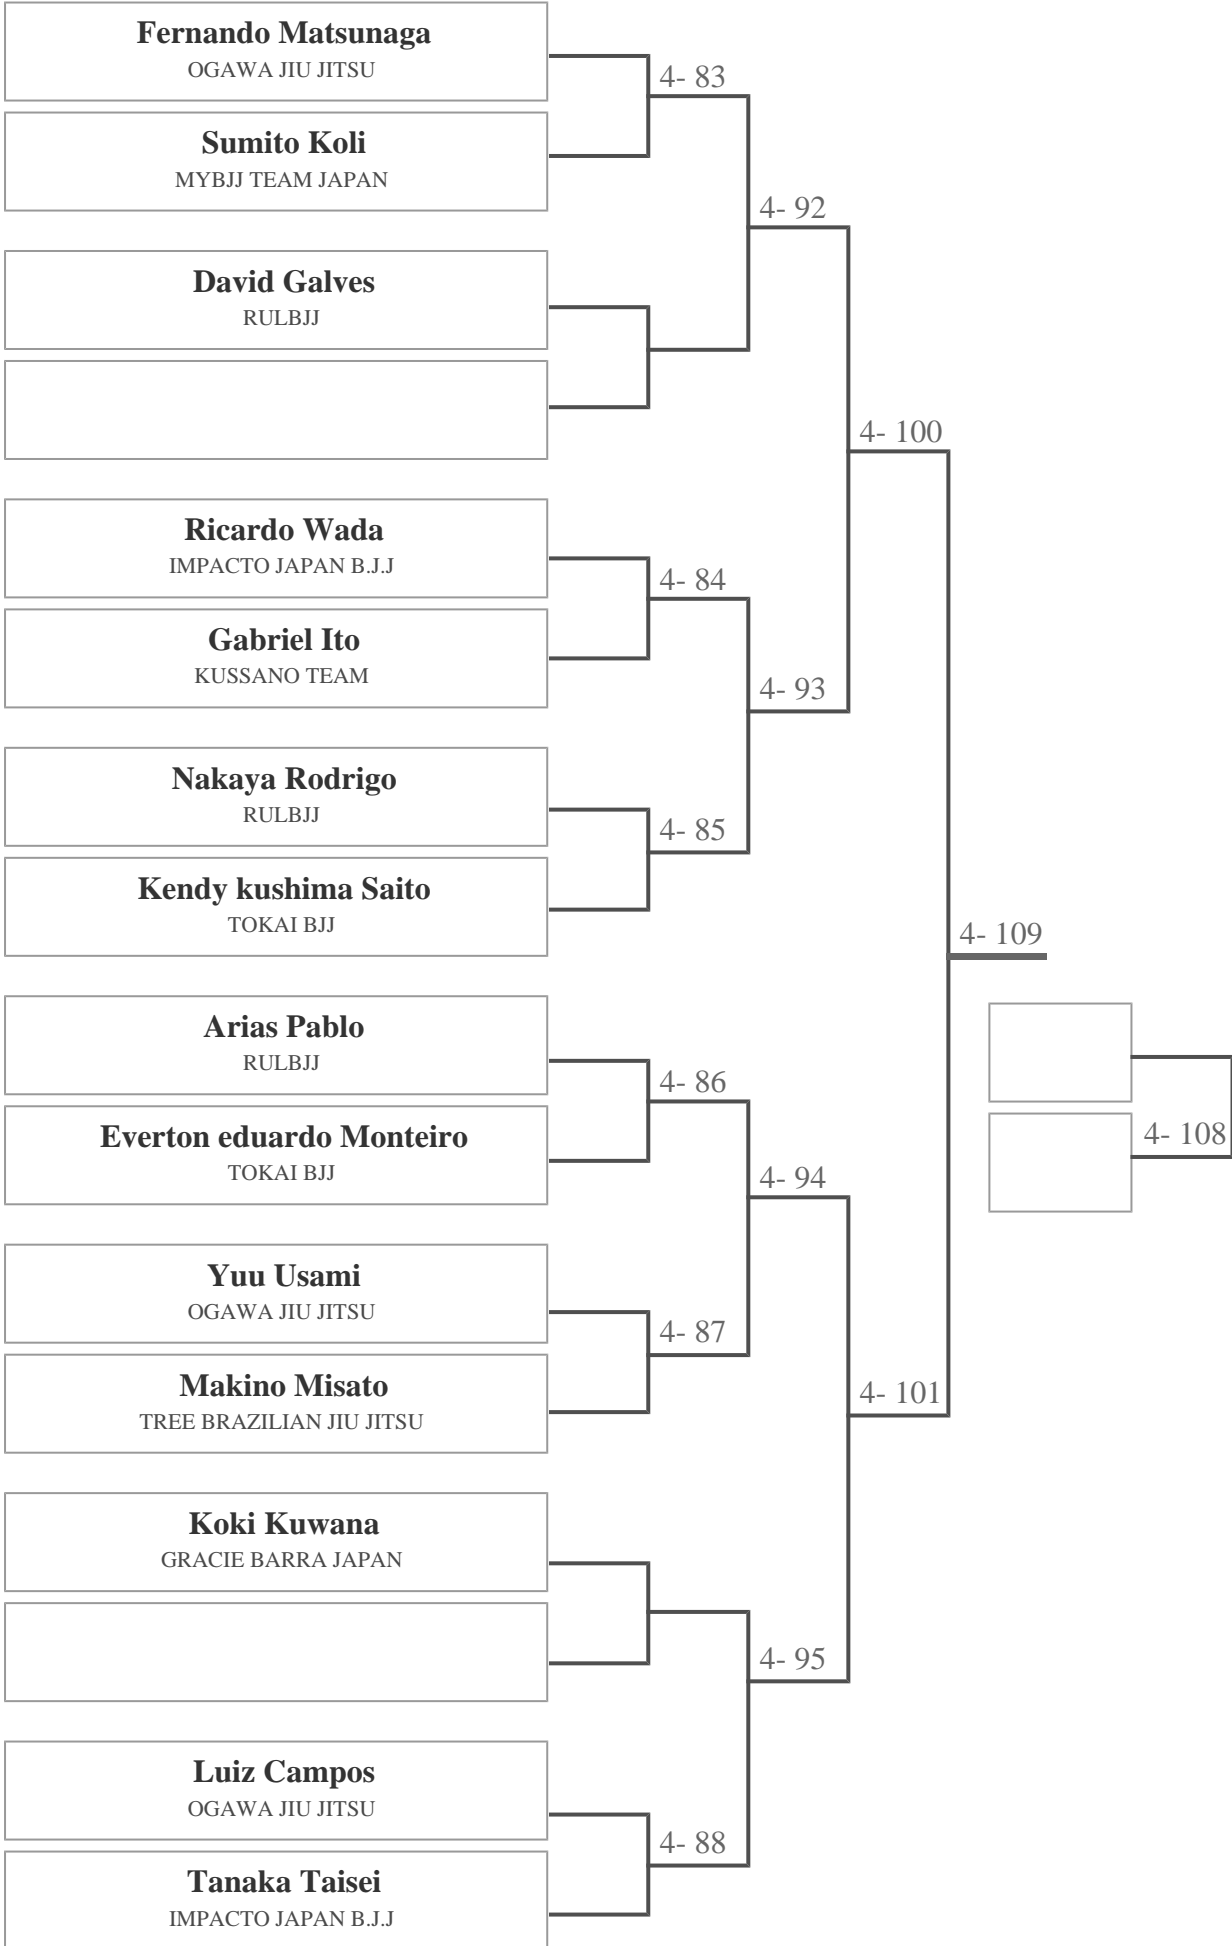 Fernando Matsunaga
OGAWA JIU JITSU
4- 83
Sumito Koli
MYBJJ TEAM JAPAN
4- 92
David Galves
RULBJJ
4- 100
Ricardo Wada
IMPACTO JAPAN B.J.J
4- 84
Gabriel Ito
KUSSANO TEAM
4- 93
Nakaya Rodrigo
RULBJJ
4- 85
Kendy kushima Saito
TOKAI BJJ
4- 109
Arias Pablo
RULBJJ
4- 86
Everton eduardo Monteiro
TOKAI BJJ
4- 108
4- 94
Yuu Usami
OGAWA JIU JITSU
4- 87
Makino Misato
TREE BRAZILIAN JIU JITSU
4- 101
Koki Kuwana
GRACIE BARRA JAPAN
4- 95
Luiz Campos
OGAWA JIU JITSU
4- 88
Tanaka Taisei
IMPACTO JAPAN B.J.J